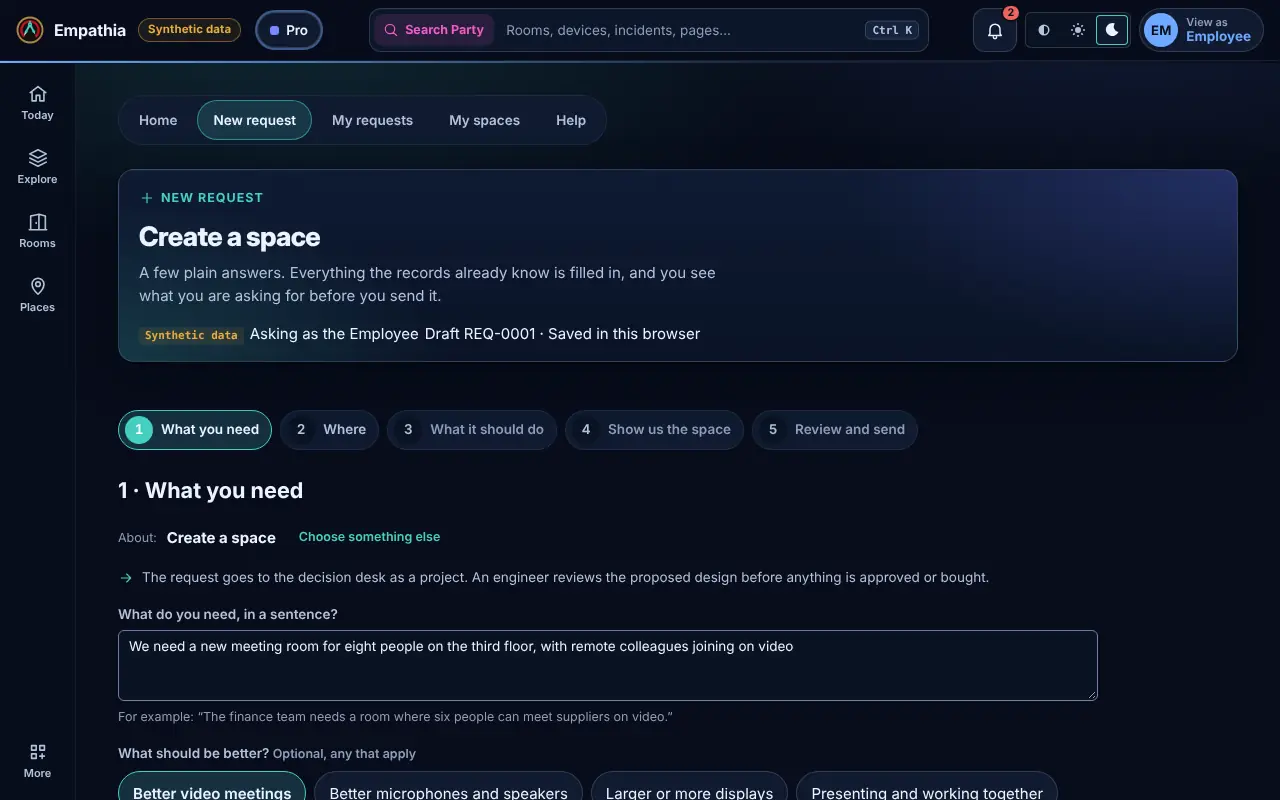 Empathia
Synthetic data
Pro
Search Party
Rooms, devices, incidents, pages...
Ctrl K
2
EM
View as
Employee
Today
Explore
Rooms
Places
More
Home
New request
My requests
My spaces
Help
NEW REQUEST
Create a space
A few plain answers. Everything the records already know is filled in, and you see
what you are asking for before you send it.
Synthetic data Asking as the Employee Draft REQ-0001 · Saved in this browser
1 What you need
2 Where
3 What it should do
4 Show us the space
5 Review and send
1 · What you need
About: Create a space Choose something else
→ The request goes to the decision desk as a project. An engineer reviews the proposed design before anything is approved or bought.
What do you need, in a sentence?
We need a new meeting room for eight people on the third floor, with remote colleagues joining on video
For example: “The finance team needs a room where six people can meet suppliers on video.”
What should be better? Optional, any that apply
Better video meetings
Better microphones and speakers
Larger or more displays
Presenting and working together